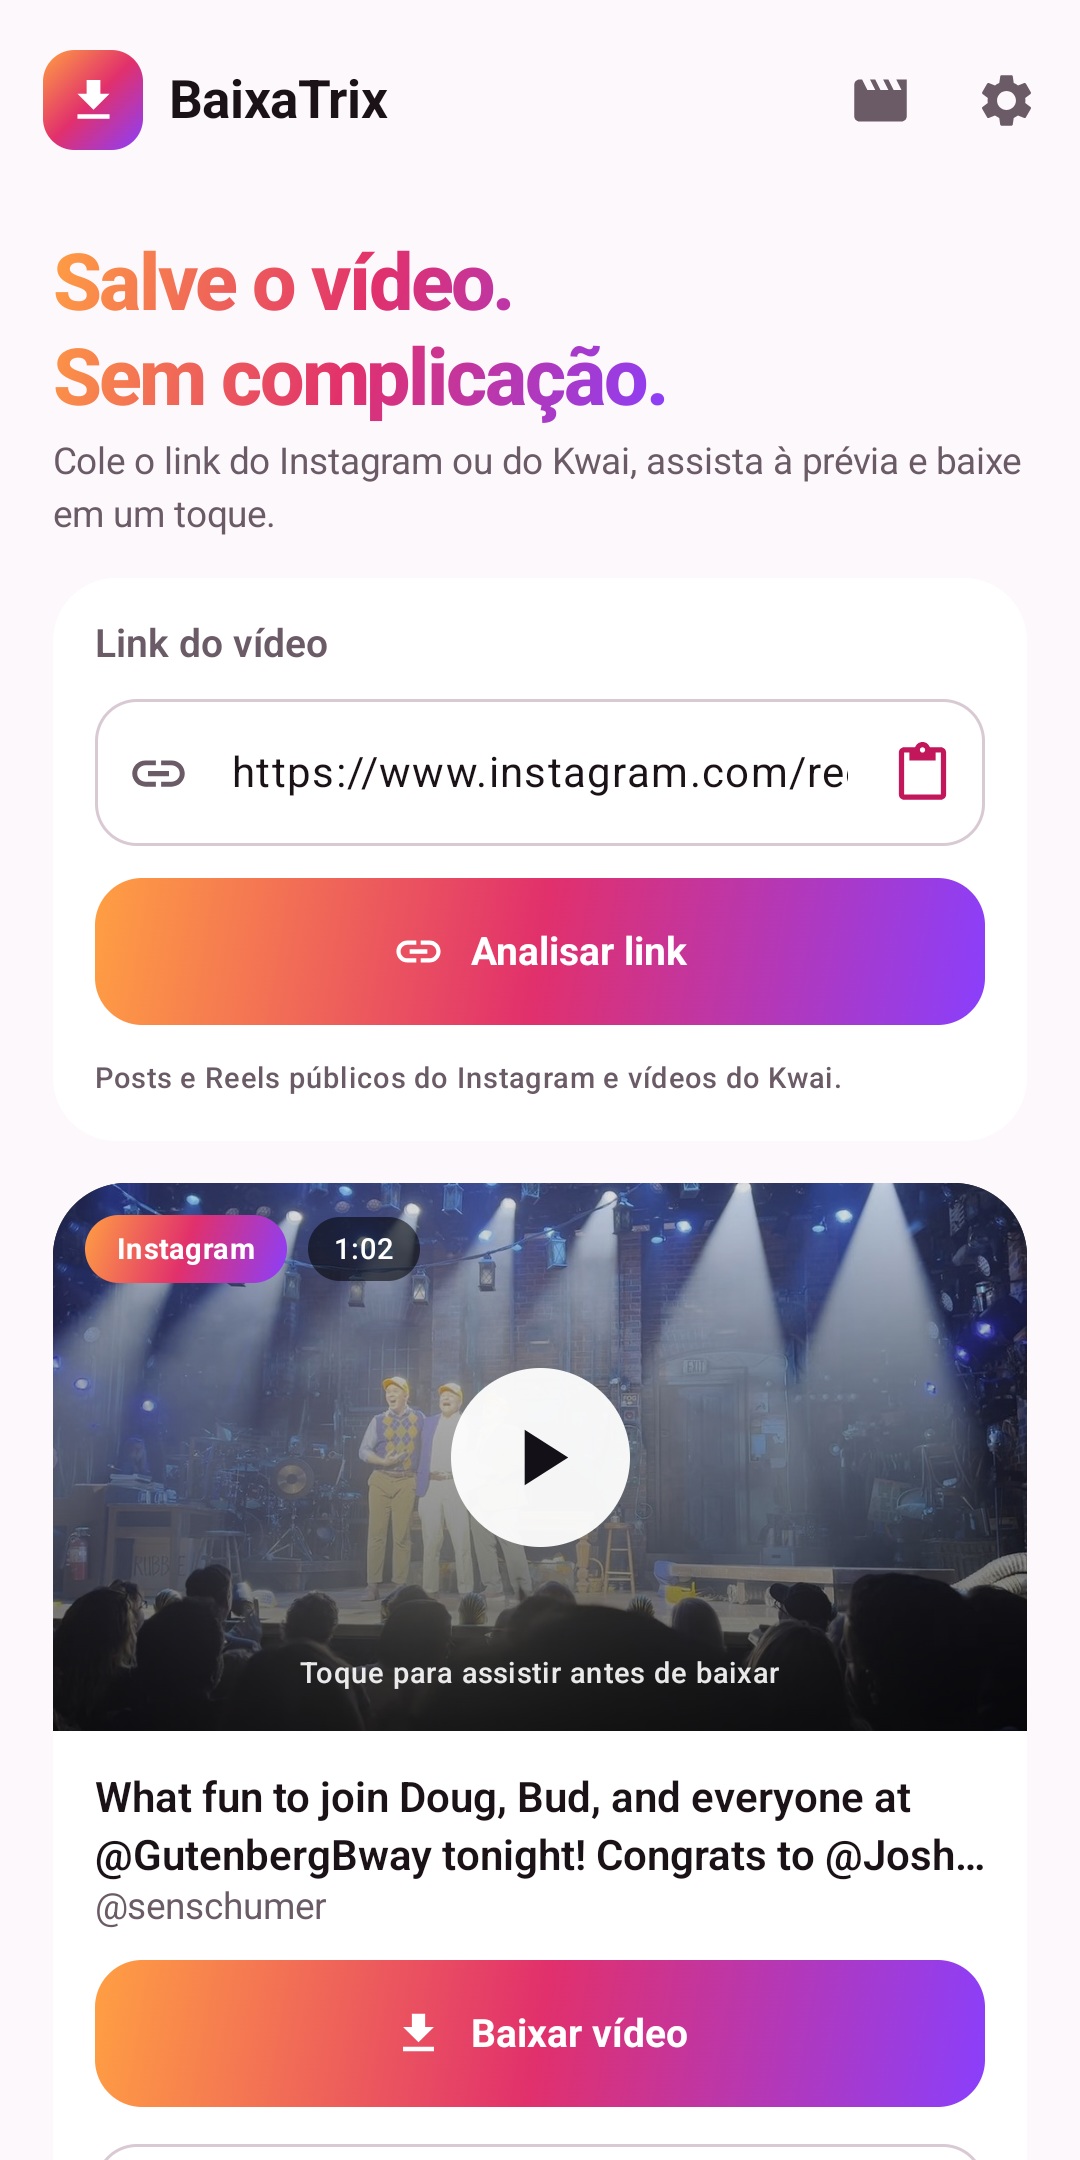 BaixaTrix
Salve o vídeo.
Sem complicação.
Cole o link do Instagram ou do Kwai, assista à prévia e baixe
em um toque.
Link do vídeo
https://www.instagram.com/re
Analisar link
Posts e Reels públicos do Instagram e vídeos do Kwai.
Instagram
1:02
Toque para assistir antes de baixar
What fun to join Doug, Bud, and everyone at
@GutenbergBway tonight! Congrats to @Josh...
@senschumer
Baixar vídeo